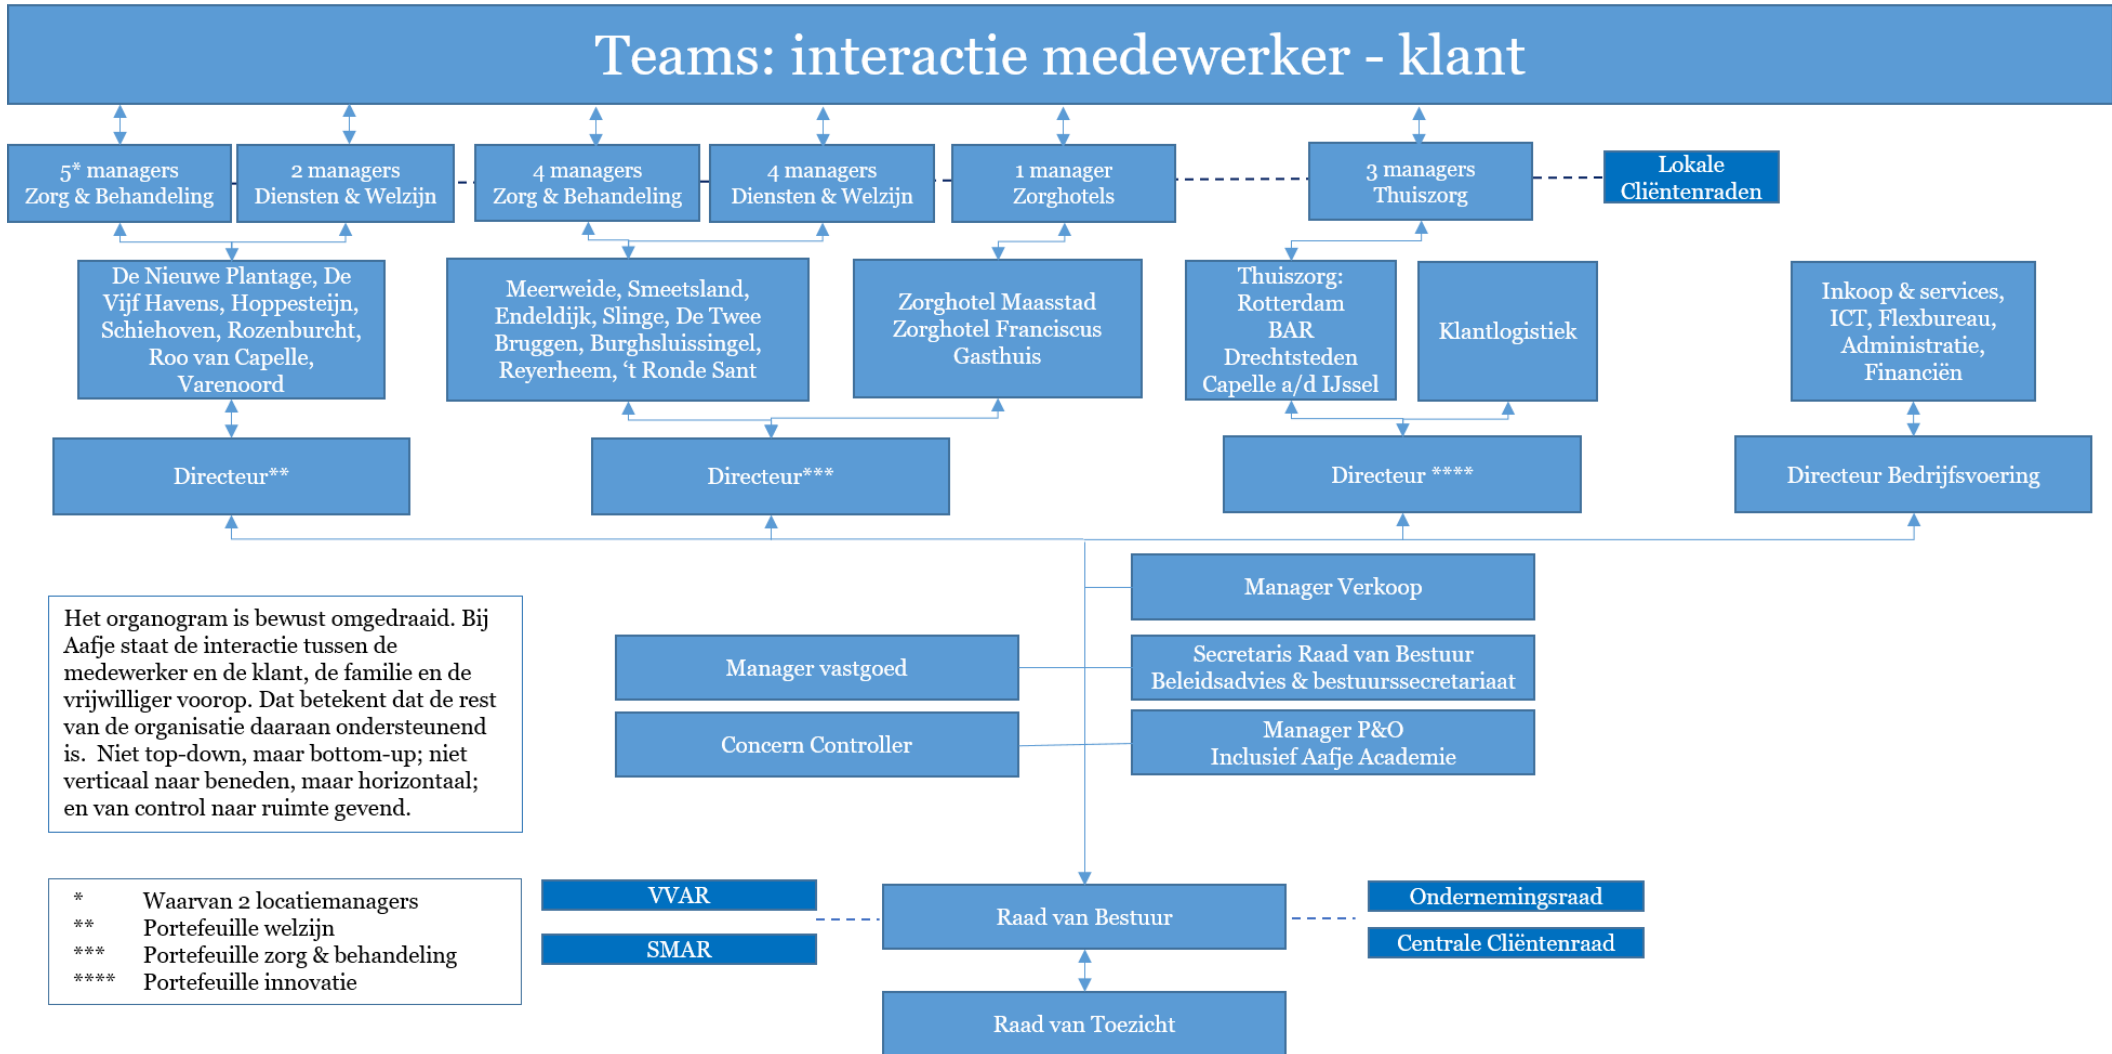 Teams: interactie medewerker - klant
5* managers
Zorg & Behandeling
2 managers
Diensten & Welzijn
4 managers
Zorg & Behandeling
4 managers
Diensten & Welzijn
1 manager
Zorghotels
3 managers
Thuiszorg
Lokale
Cliëntenraden
De Nieuwe Plantage, De
Vijf Havens, Hoppesteijn,
Schiehoven, Rozenburcht,
Roo van Capelle,
Varenoord
Meerweide, Smeetsland,
Endeldijk, Slinge, De Twee
Bruggen, Burghsluissingel,
Reyerheem, ‘t Ronde Sant
Zorghotel Maasstad
Zorghotel Franciscus
Gasthuis
Thuiszorg:
Rotterdam
BAR
Drechtsteden
Capelle a/d IJssel
Klantlogistiek
Inkoop & services,
ICT, Flexbureau,
Administratie,
Financiën
Directeur**
Directeur***
Directeur ****
Directeur Bedrijfsvoering
Manager Verkoop
Manager vastgoed
Secretaris Raad van Bestuur
Beleidsadvies & bestuurssecretariaat
Concern Controller
Manager P&O
Inclusief Aafje Academie
Het organogram is bewust omgedraaid. Bij
Aafje staat de interactie tussen de
medewerker en de klant, de familie en de
vrijwilliger voorop. Dat betekent dat de rest
van de organisatie daaraan ondersteunend
is.  Niet top-down, maar bottom-up; niet
verticaal naar beneden, maar horizontaal;
en van control naar ruimte gevend.
* Waarvan 2 locatiemanagers
** Portefeuille welzijn
*** Portefeuille zorg & behandeling
**** Portefeuille innovatie
VVAR
SMAR
Raad van Bestuur
Ondernemingsraad
Centrale Cliëntenraad
Raad van Toezicht